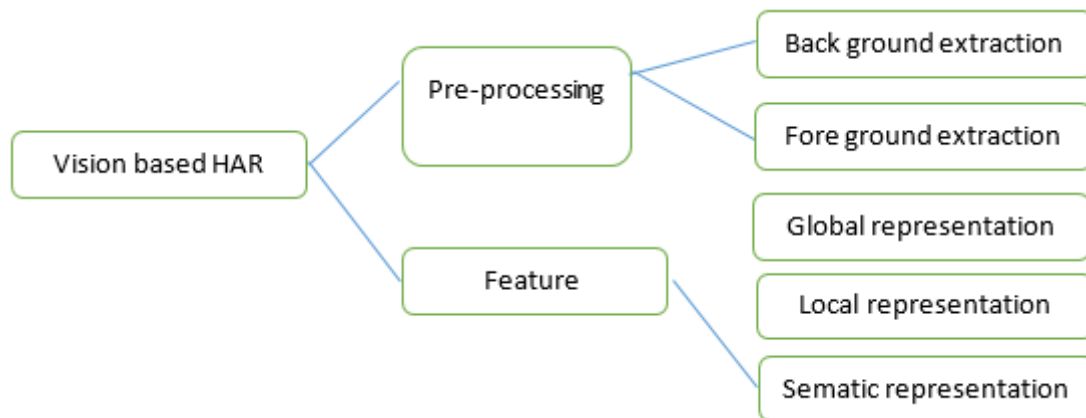 Vision based HAR
Pre-processing
Feature
Back ground extraction
Fore ground extraction
Global representation
Local representation
Sematic representation